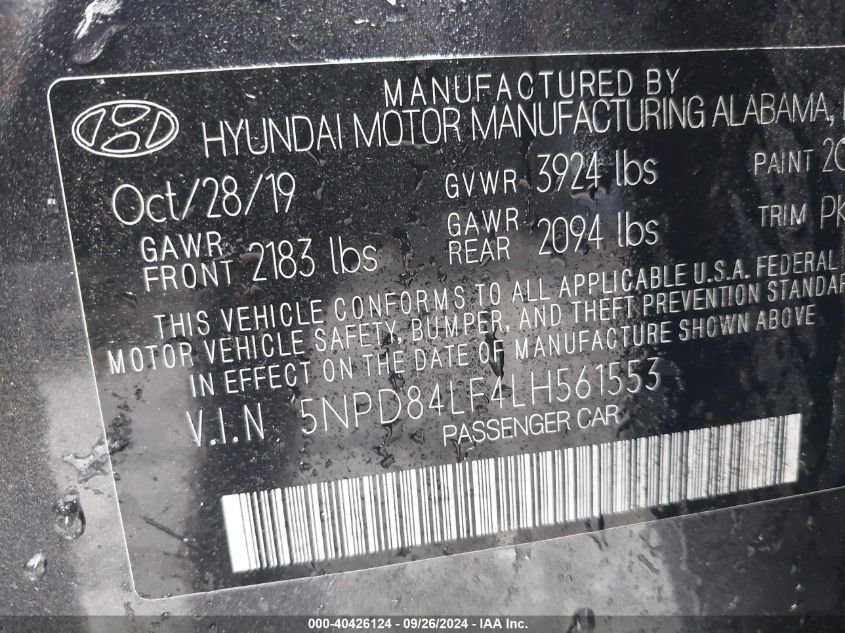 MANUFACTURED BY
HYUNDAI MOTOR MANUFACTURING ALABAMA,
Oct/28/19 GVWR 3924 lbs PAINT
GAWR FRONT 2183 lbs GAWR REAR 2094 lbs TRIM
THIS VEHICLE CONFORMS TO ALL APPLICABLE U.S.A. FEDERAL
MOTOR VEHICLE SAFETY, BUMPER, AND THEFT PREVENTION STANDAR
IN EFFECT ON THE DATE OF MANUFACTURE SHOWN ABOVE
V.I.N 5NPD84LF4LH561553
PASSENGER CAR
000-40426124 - 09/26/2024 - IAA Inc.